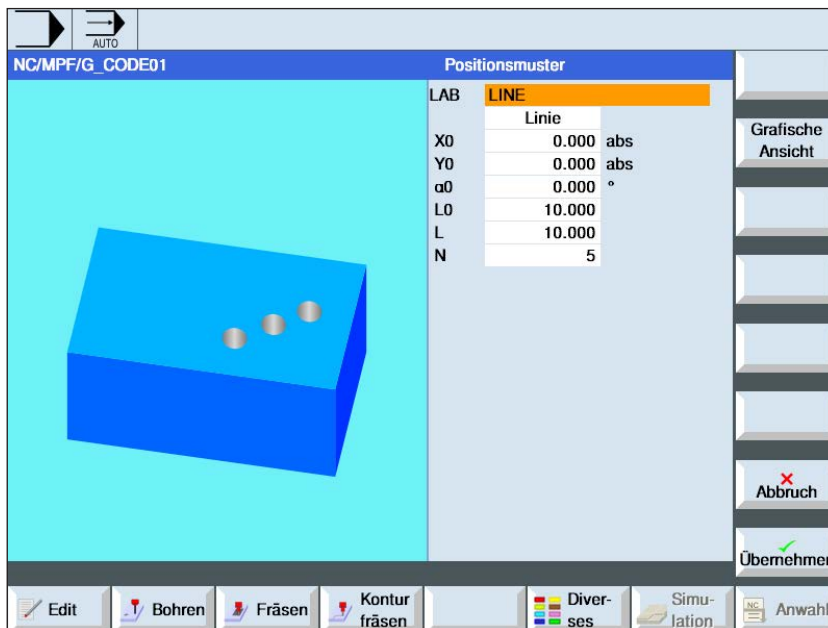 AUTO
NC/MPF/G_CODE01
Positionsmuster
LAB LINE
Linie
X0 0.000 abs
Y0 0.000 abs
α0 0.000 °
L0 10.000
L 10.000
N 5
Grafische
Ansicht
Abbruch
Übernehmen
Edit
Bohren
Fräsen
Kontur
fräsen
Diver-
ses
Simu-
lation
NC
Anwahl